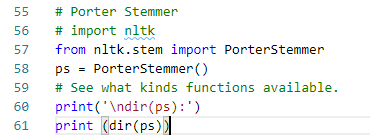 55 # Porter Stemmer
56 # import nltk
57 from nltk.stem import PorterStemmer
58 ps = PorterStemmer()
59 # See what kinds functions available.
60 print('\ndir(ps):')
61 print (dir(ps))